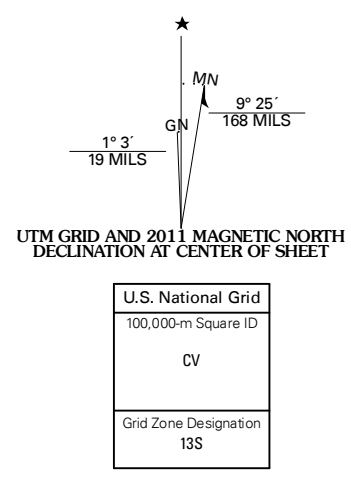 ★
MN
9° 25´
168 MILS
GN
1° 3´
19 MILS
UTM GRID AND 2011 MAGNETIC NORTH
DECLINATION AT CENTER OF SHEET
U.S. National Grid
100,000-m Square ID
CV
Grid Zone Designation
13S